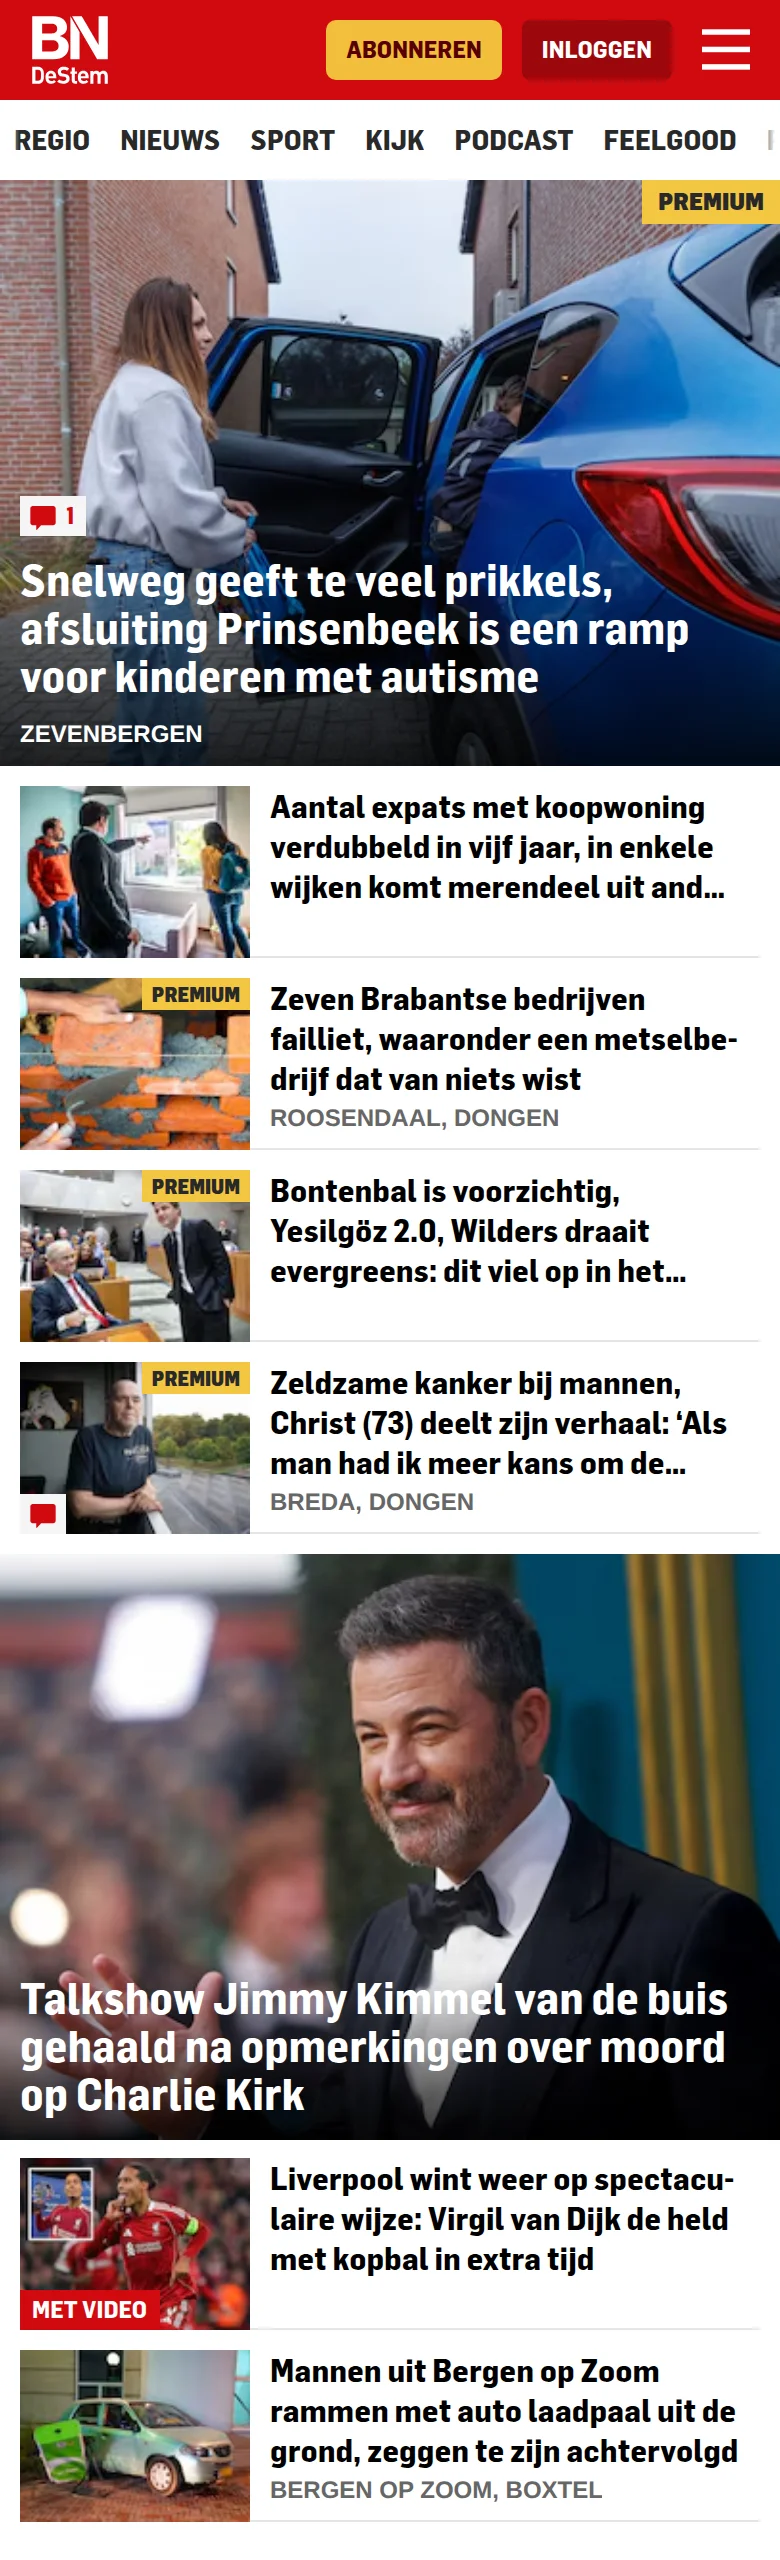 BN
DeStem
ABONNEREN
INLOGGEN
REGIO NIEUWS SPORT KIJK PODCAST FEELGOOD
PREMIUM
1
Snelweg geeft te veel prikkels,
afsluiting Prinsenbeek is een ramp
voor kinderen met autisme
ZEVENBERGEN
Aantal expats met koopwoning
verdubbeld in vijf jaar, in enkele
wijken komt merendeel uit and...
PREMIUM
Zeven Brabantse bedrijven
failliet, waaronder een metselbe-
drijf dat van niets wist
ROOSENDAAL, DONGEN
PREMIUM
Bontenbal is voorzichtig,
Yesilgöz 2.0, Wilders draait
evergreens: dit viel op in het...
PREMIUM
Zeldzame kanker bij mannen,
Christ (73) deelt zijn verhaal: ‘Als
man had ik meer kans om de...
BREDA, DONGEN
Talkshow Jimmy Kimmel van de buis
gehaald na opmerkingen over moord
op Charlie Kirk
MET VIDEO
Liverpool wint weer op spectacu-
laire wijze: Virgil van Dijk de held
met kopbal in extra tijd
Mannen uit Bergen op Zoom
rammen met auto laadpaal uit de
grond, zeggen te zijn achtervolgd
BERGEN OP ZOOM, BOXTEL